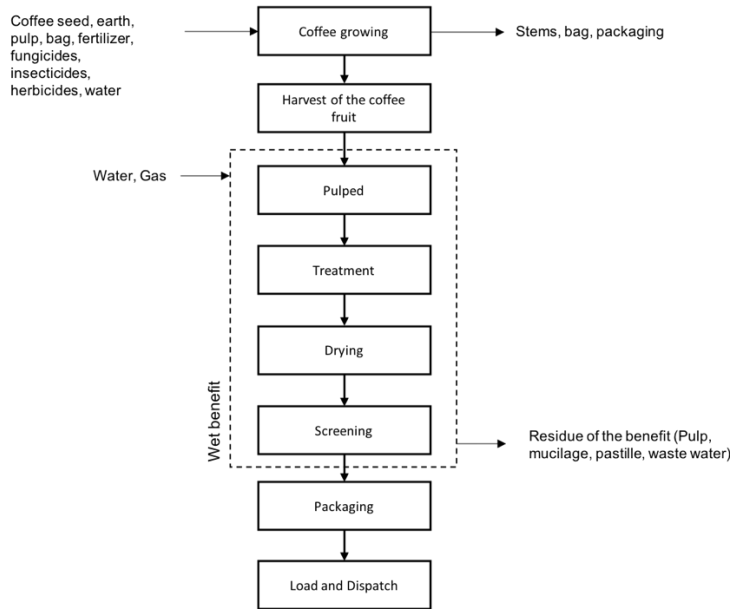 Coffee seed, earth,
pulp, bag, fertilizer,
fungicides,
insecticides,
herbicides, water
Coffee growing
Stems, bag, packaging
Harvest of the coffee
fruit
Water, Gas
Pulped
Treatment
Drying
Wet benefit
Screening
Residue of the benefit (Pulp,
mucilage, pastille, waste water)
Packaging
Load and Dispatch